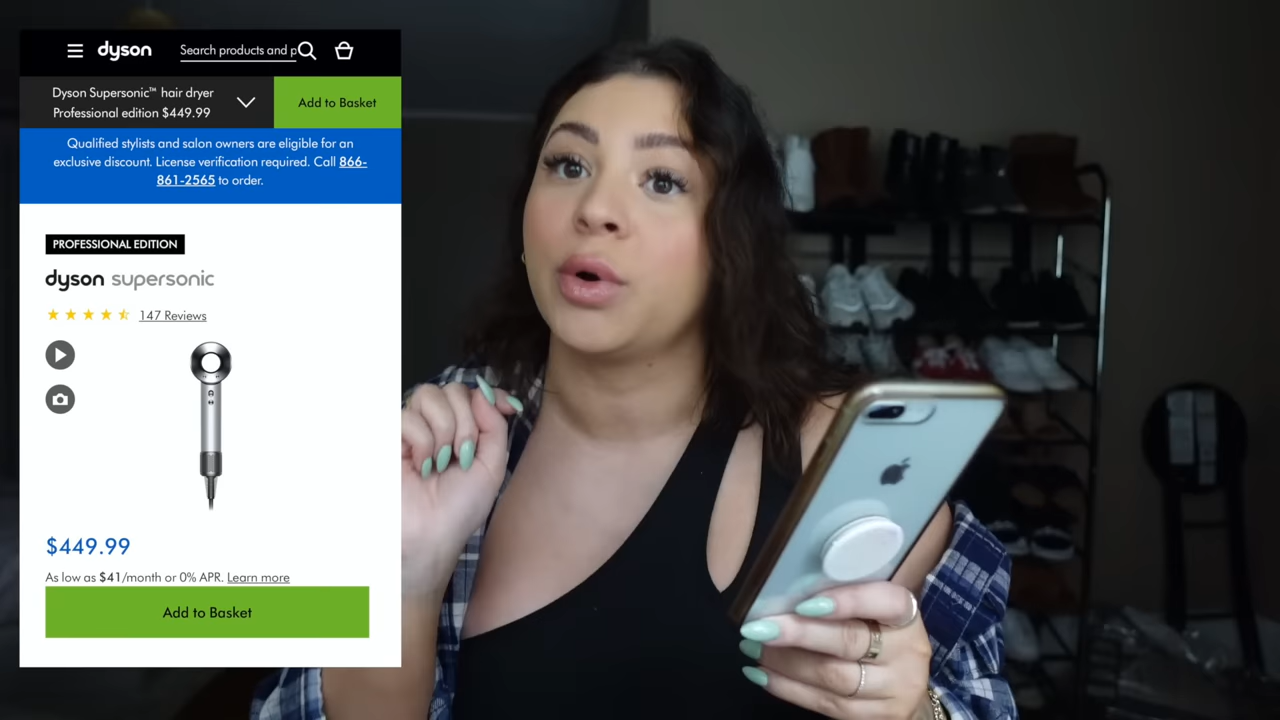 dyson
Search products and p
Dyson Supersonic™ hair dryer
Professional edition $449.99
Add to Basket
Qualified stylists and salon owners are eligible for an
exclusive discount. License verification required. Call 866-
861-2565 to order.
PROFESSIONAL EDITION
dyson supersonic
147 Reviews
$449.99
As low as $41/month or 0% APR. Learn more
Add to Basket